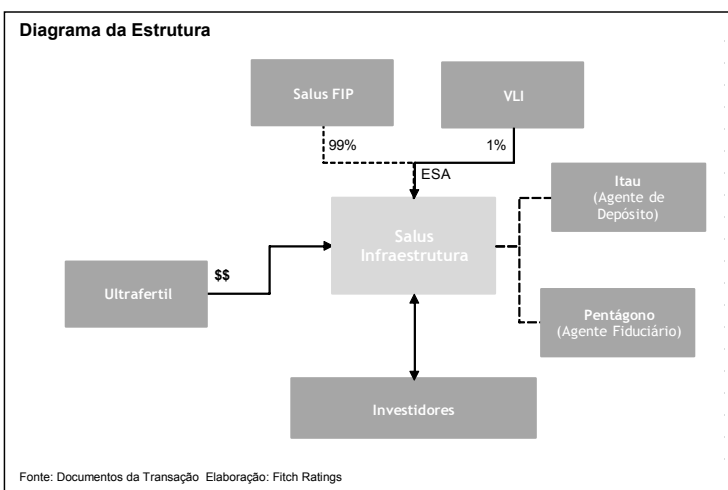 Diagrama da Estrutura
Salus FIP
VLI
99%
1%
ESA
Itau
(Agente de
Depósito)
Salus
Infraestrutura
$$
Ultrafertil
Pentágono
(Agente Fiduciário)
Investidores
Fonte: Documentos da Transação Elaboração: Fitch Ratings